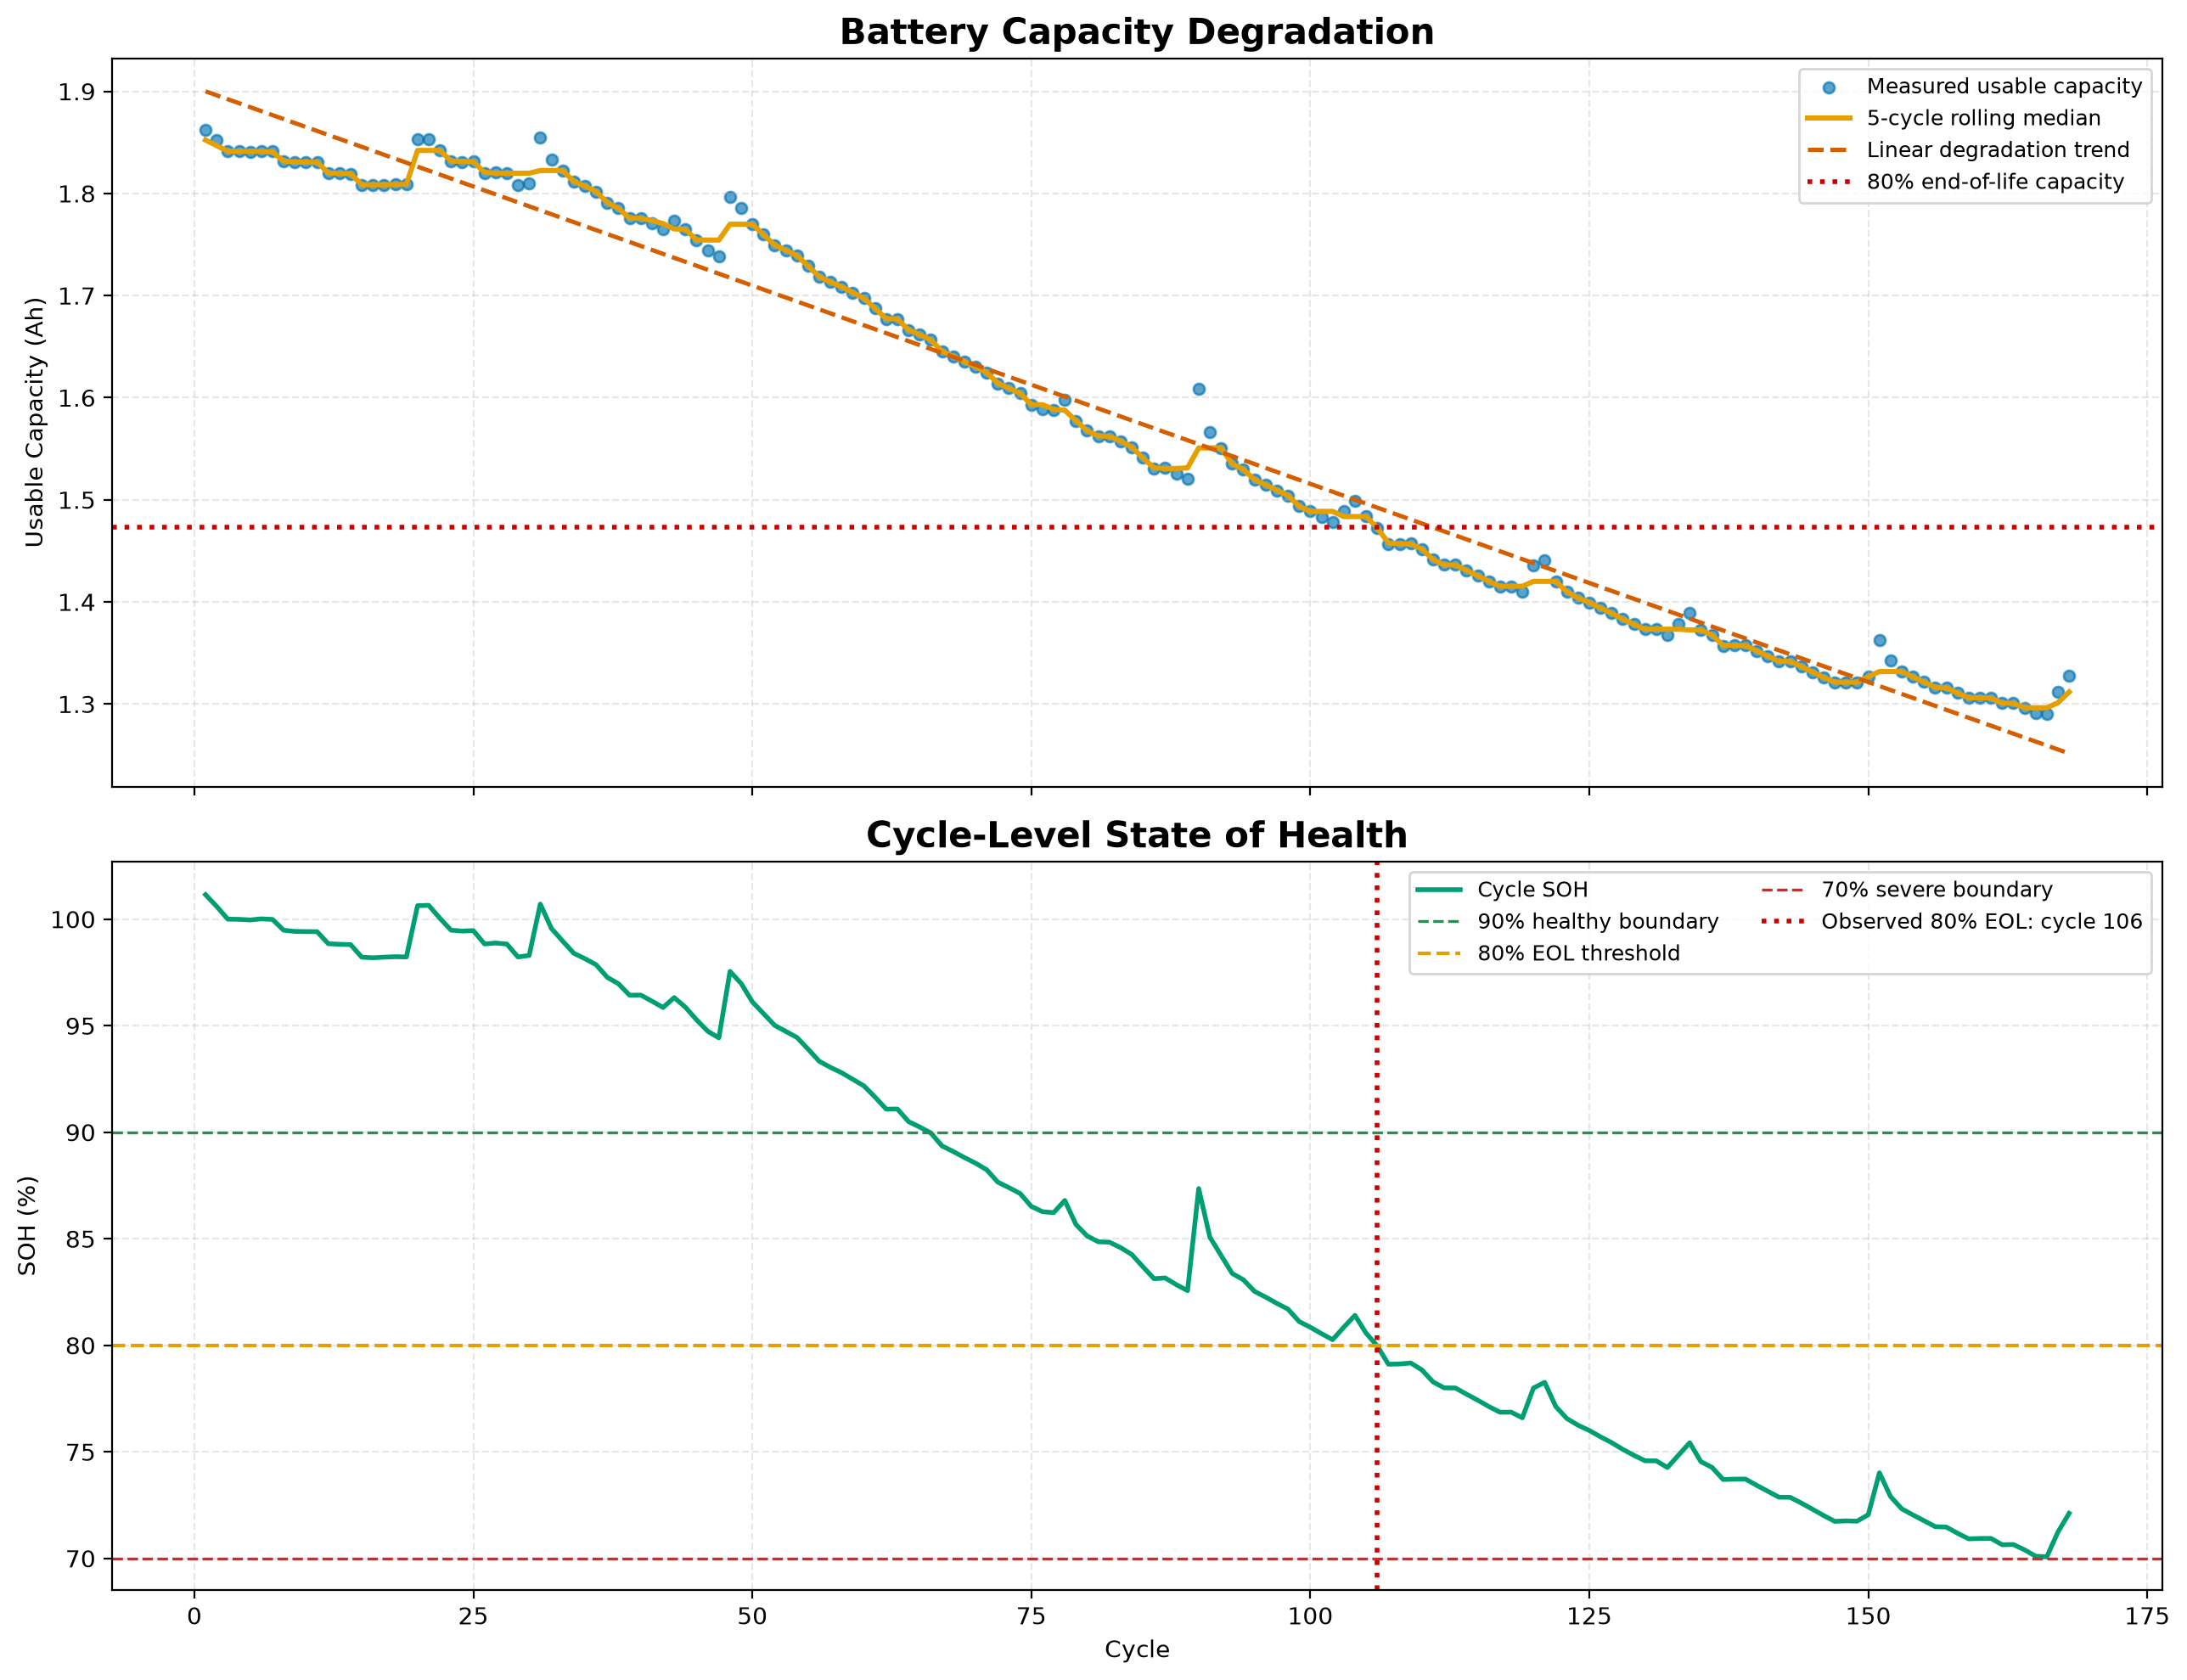 Battery Capacity Degradation
Usable Capacity (Ah)
1.9
1.8
1.7
1.6
1.5
1.4
1.3
Measured usable capacity
5-cycle rolling median
Linear degradation trend
80% end-of-life capacity
Cycle-Level State of Health
SOH (%)
100
95
90
85
80
75
70
Cycle SOH
90% healthy boundary
80% EOL threshold
70% severe boundary
Observed 80% EOL: cycle 106
0 25 50 75 100 125 150 175
Cycle